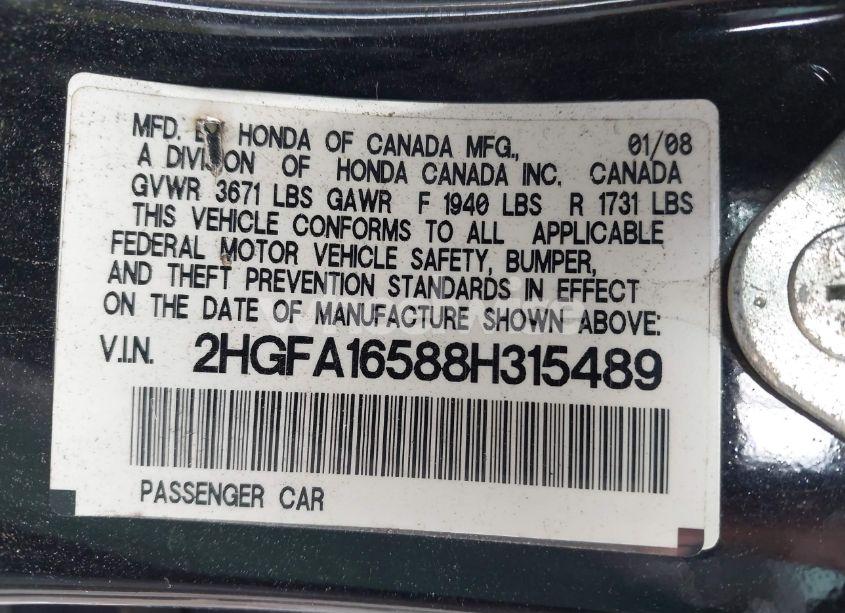 MFD. BY HONDA OF CANADA MFG., 01/08
A DIVISION OF HONDA CANADA INC. CANADA
GVWR 3671 LBS GAWR F 1940 LBS R 1731 LBS
THIS VEHICLE CONFORMS TO ALL APPLICABLE
FEDERAL MOTOR VEHICLE SAFETY, BUMPER,
AND THEFT PREVENTION STANDARDS IN EFFECT
ON THE DATE OF MANUFACTURE SHOWN ABOVE:
V.I.N. 2HGFA16588H315489
PASSENGER CAR